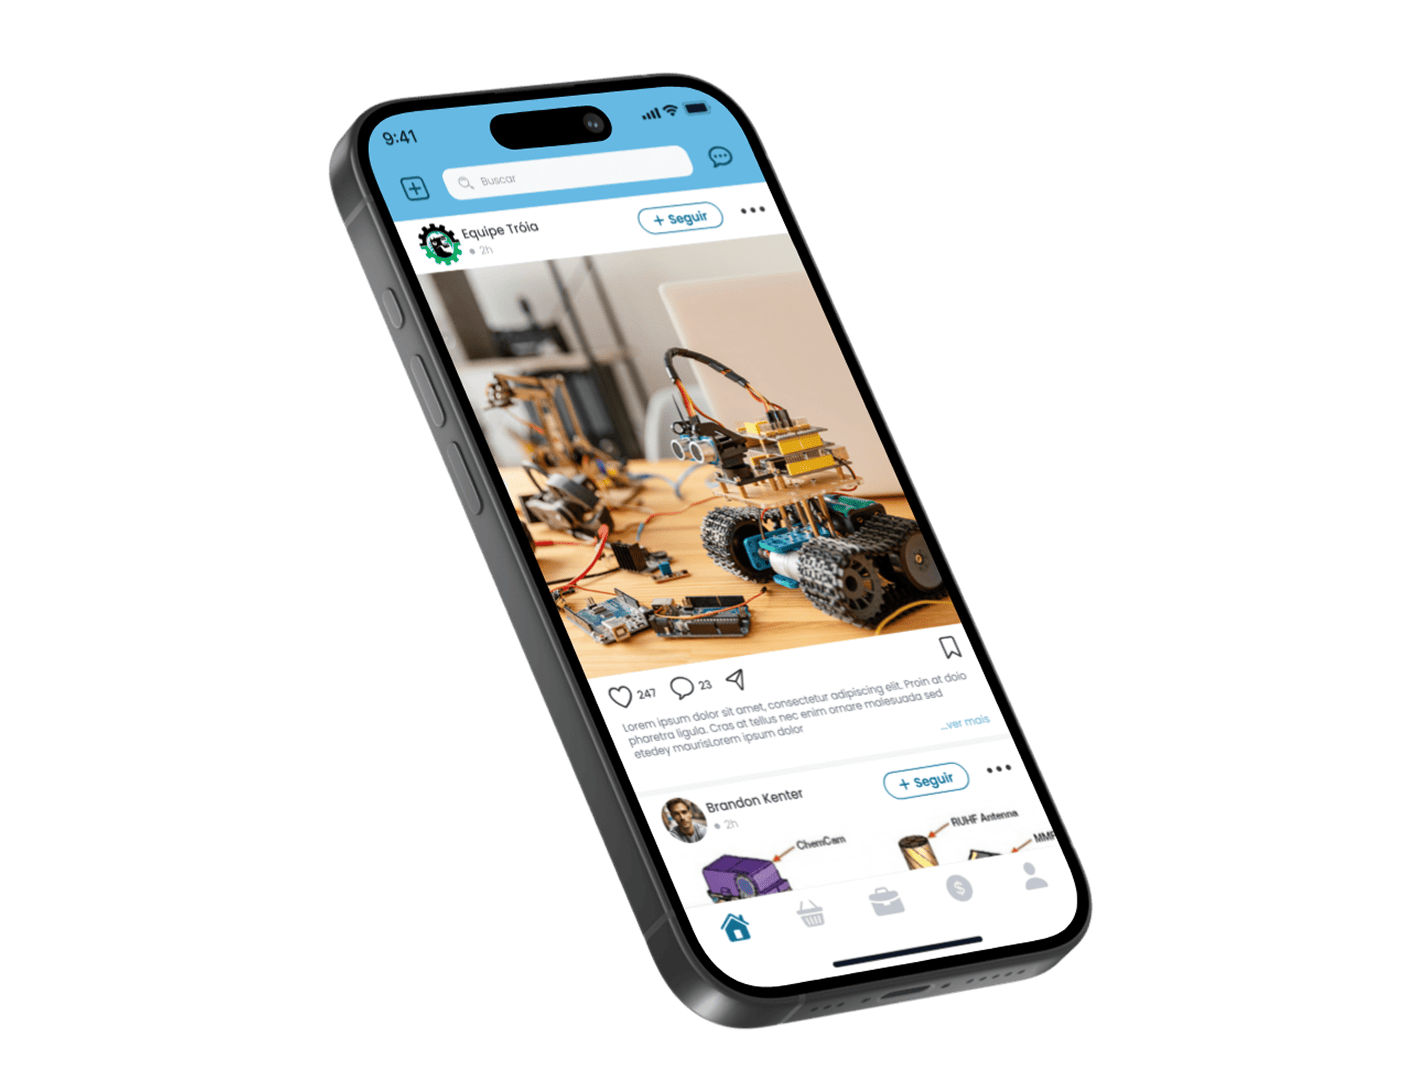 9:41
Buscar
Equipe Tróia
2h
+ Seguir
247
23
Lorem ipsum dolor sit amet, consectetur adipiscing elit. Proin at doio
pharetra ligula. Cras at tellus nec enim ornare malesuada sed
etedey maurisLorem ipsum dolor
...ver mais
Brandon Kenter
2h
+ Seguir
ChemCam
RUHF Antenna
$